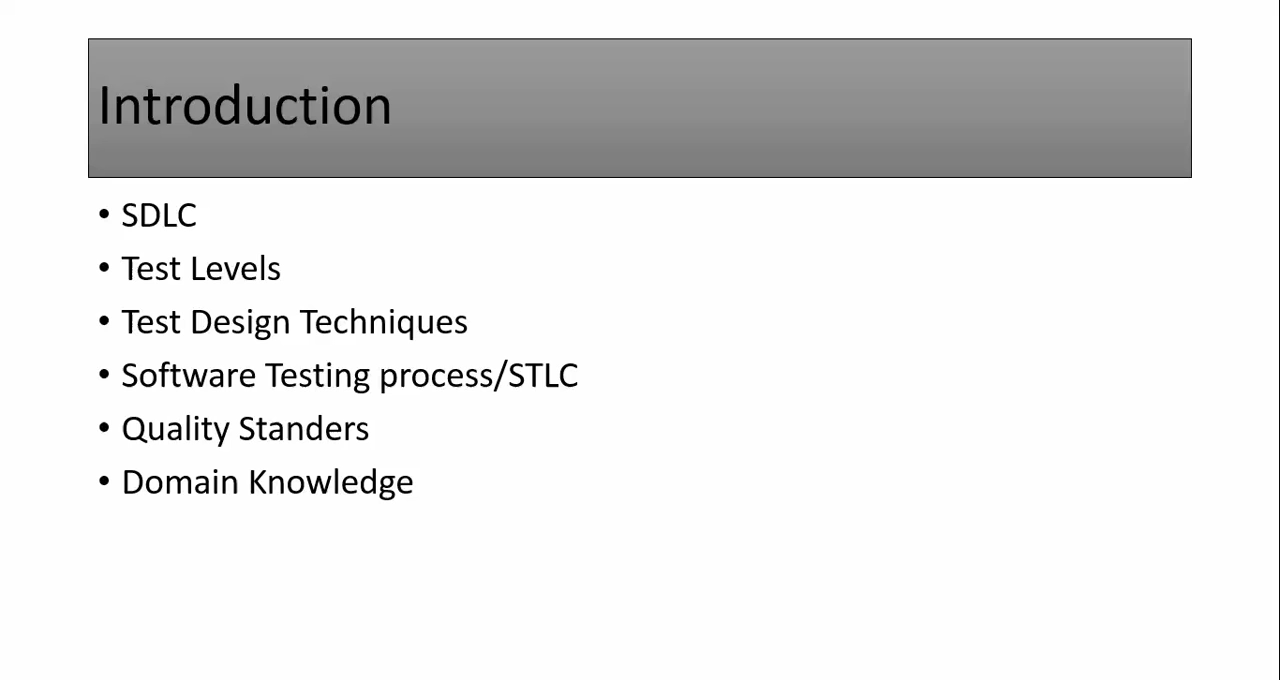 Introduction
• SDLC
• Test Levels
• Test Design Techniques
• Software Testing process/STLC
• Quality Standers
• Domain Knowledge